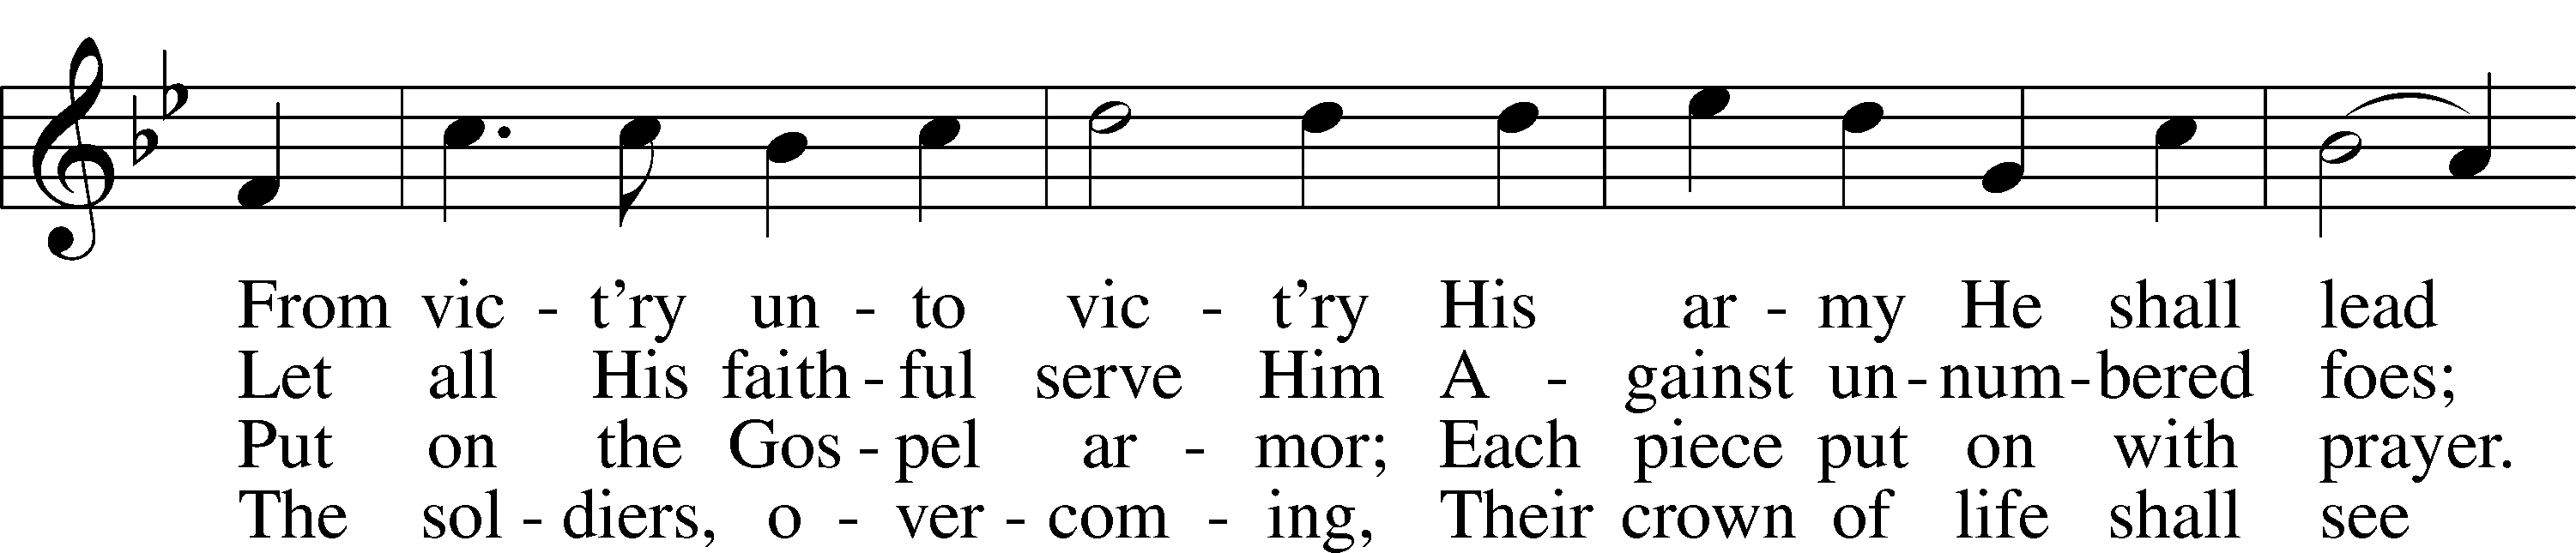 From vic - t’ry un - to vic - t’ry His ar - my He shall lead
Let all His faith - ful serve Him A - gainst un - num - bered foes;
Put on the Gos - pel ar - mor; Each piece put on with prayer.
The sol - diers, o - ver - com - ing, Their crown of life shall see